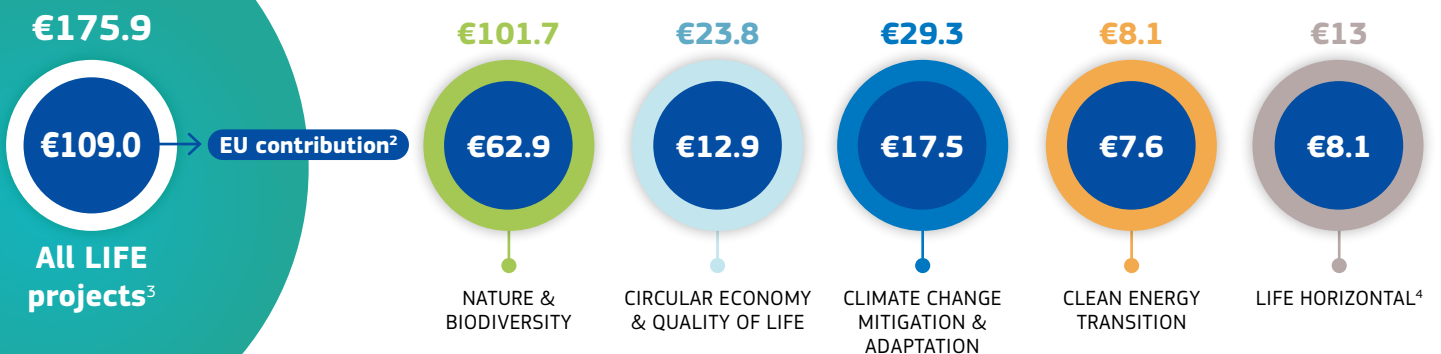 €175.9
€109.0
EU contribution²
All LIFE
projects³
€101.7
€62.9
NATURE &
BIODIVERSITY
€23.8
€12.9
CIRCULAR ECONOMY
& QUALITY OF LIFE
€29.3
€17.5
CLIMATE CHANGE
MITIGATION &
ADAPTATION
€8.1
€7.6
CLEAN ENERGY
TRANSITION
€13
€8.1
LIFE HORIZONTAL⁴